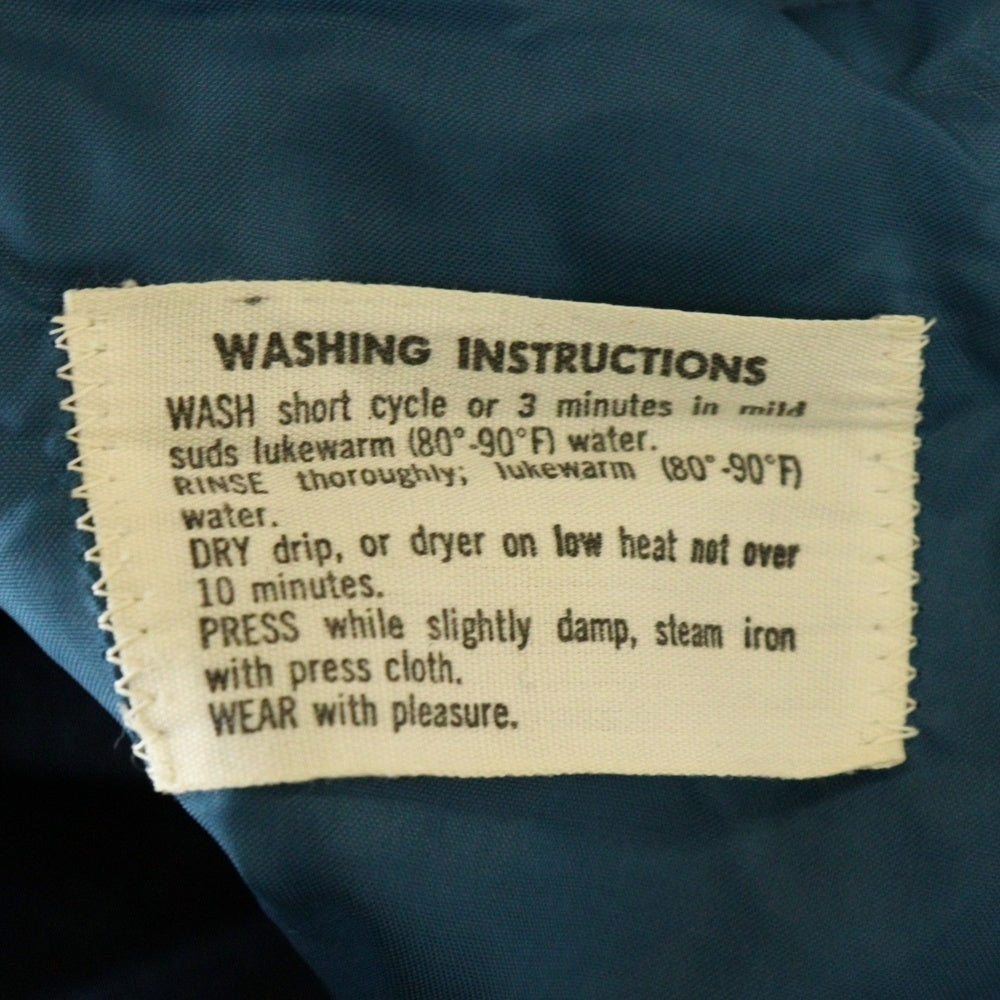 WASHING INSTRUCTIONS
WASH short cycle or 3 minutes in mild
suds lukewarm (80°-90°F) water.
RINSE thoroughly; lukewarm (80°-90°F)
water.
DRY drip, or dryer on low heat not over
10 minutes.
PRESS while slightly damp, steam iron
with press cloth.
WEAR with pleasure.